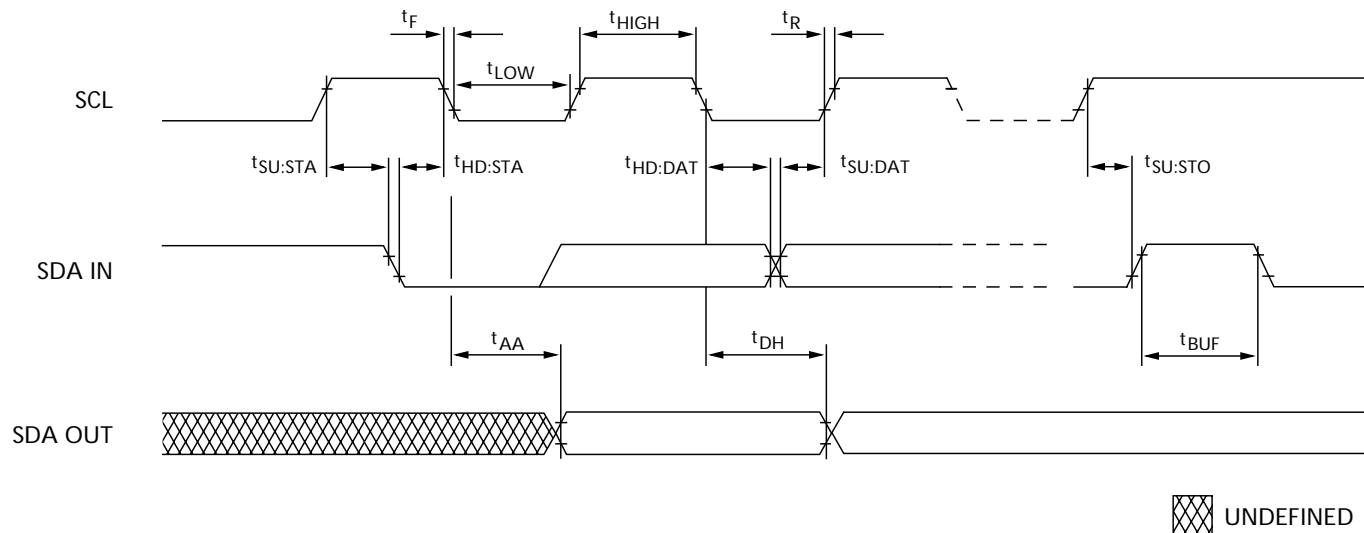 tF
tHIGH
tR
tLOW
SCL
tSU:STA
tHD:STA
tHD:DAT
tSU:DAT
tSU:STO
SDA IN
tAA
tDH
tBUF
SDA OUT
UNDEFINED